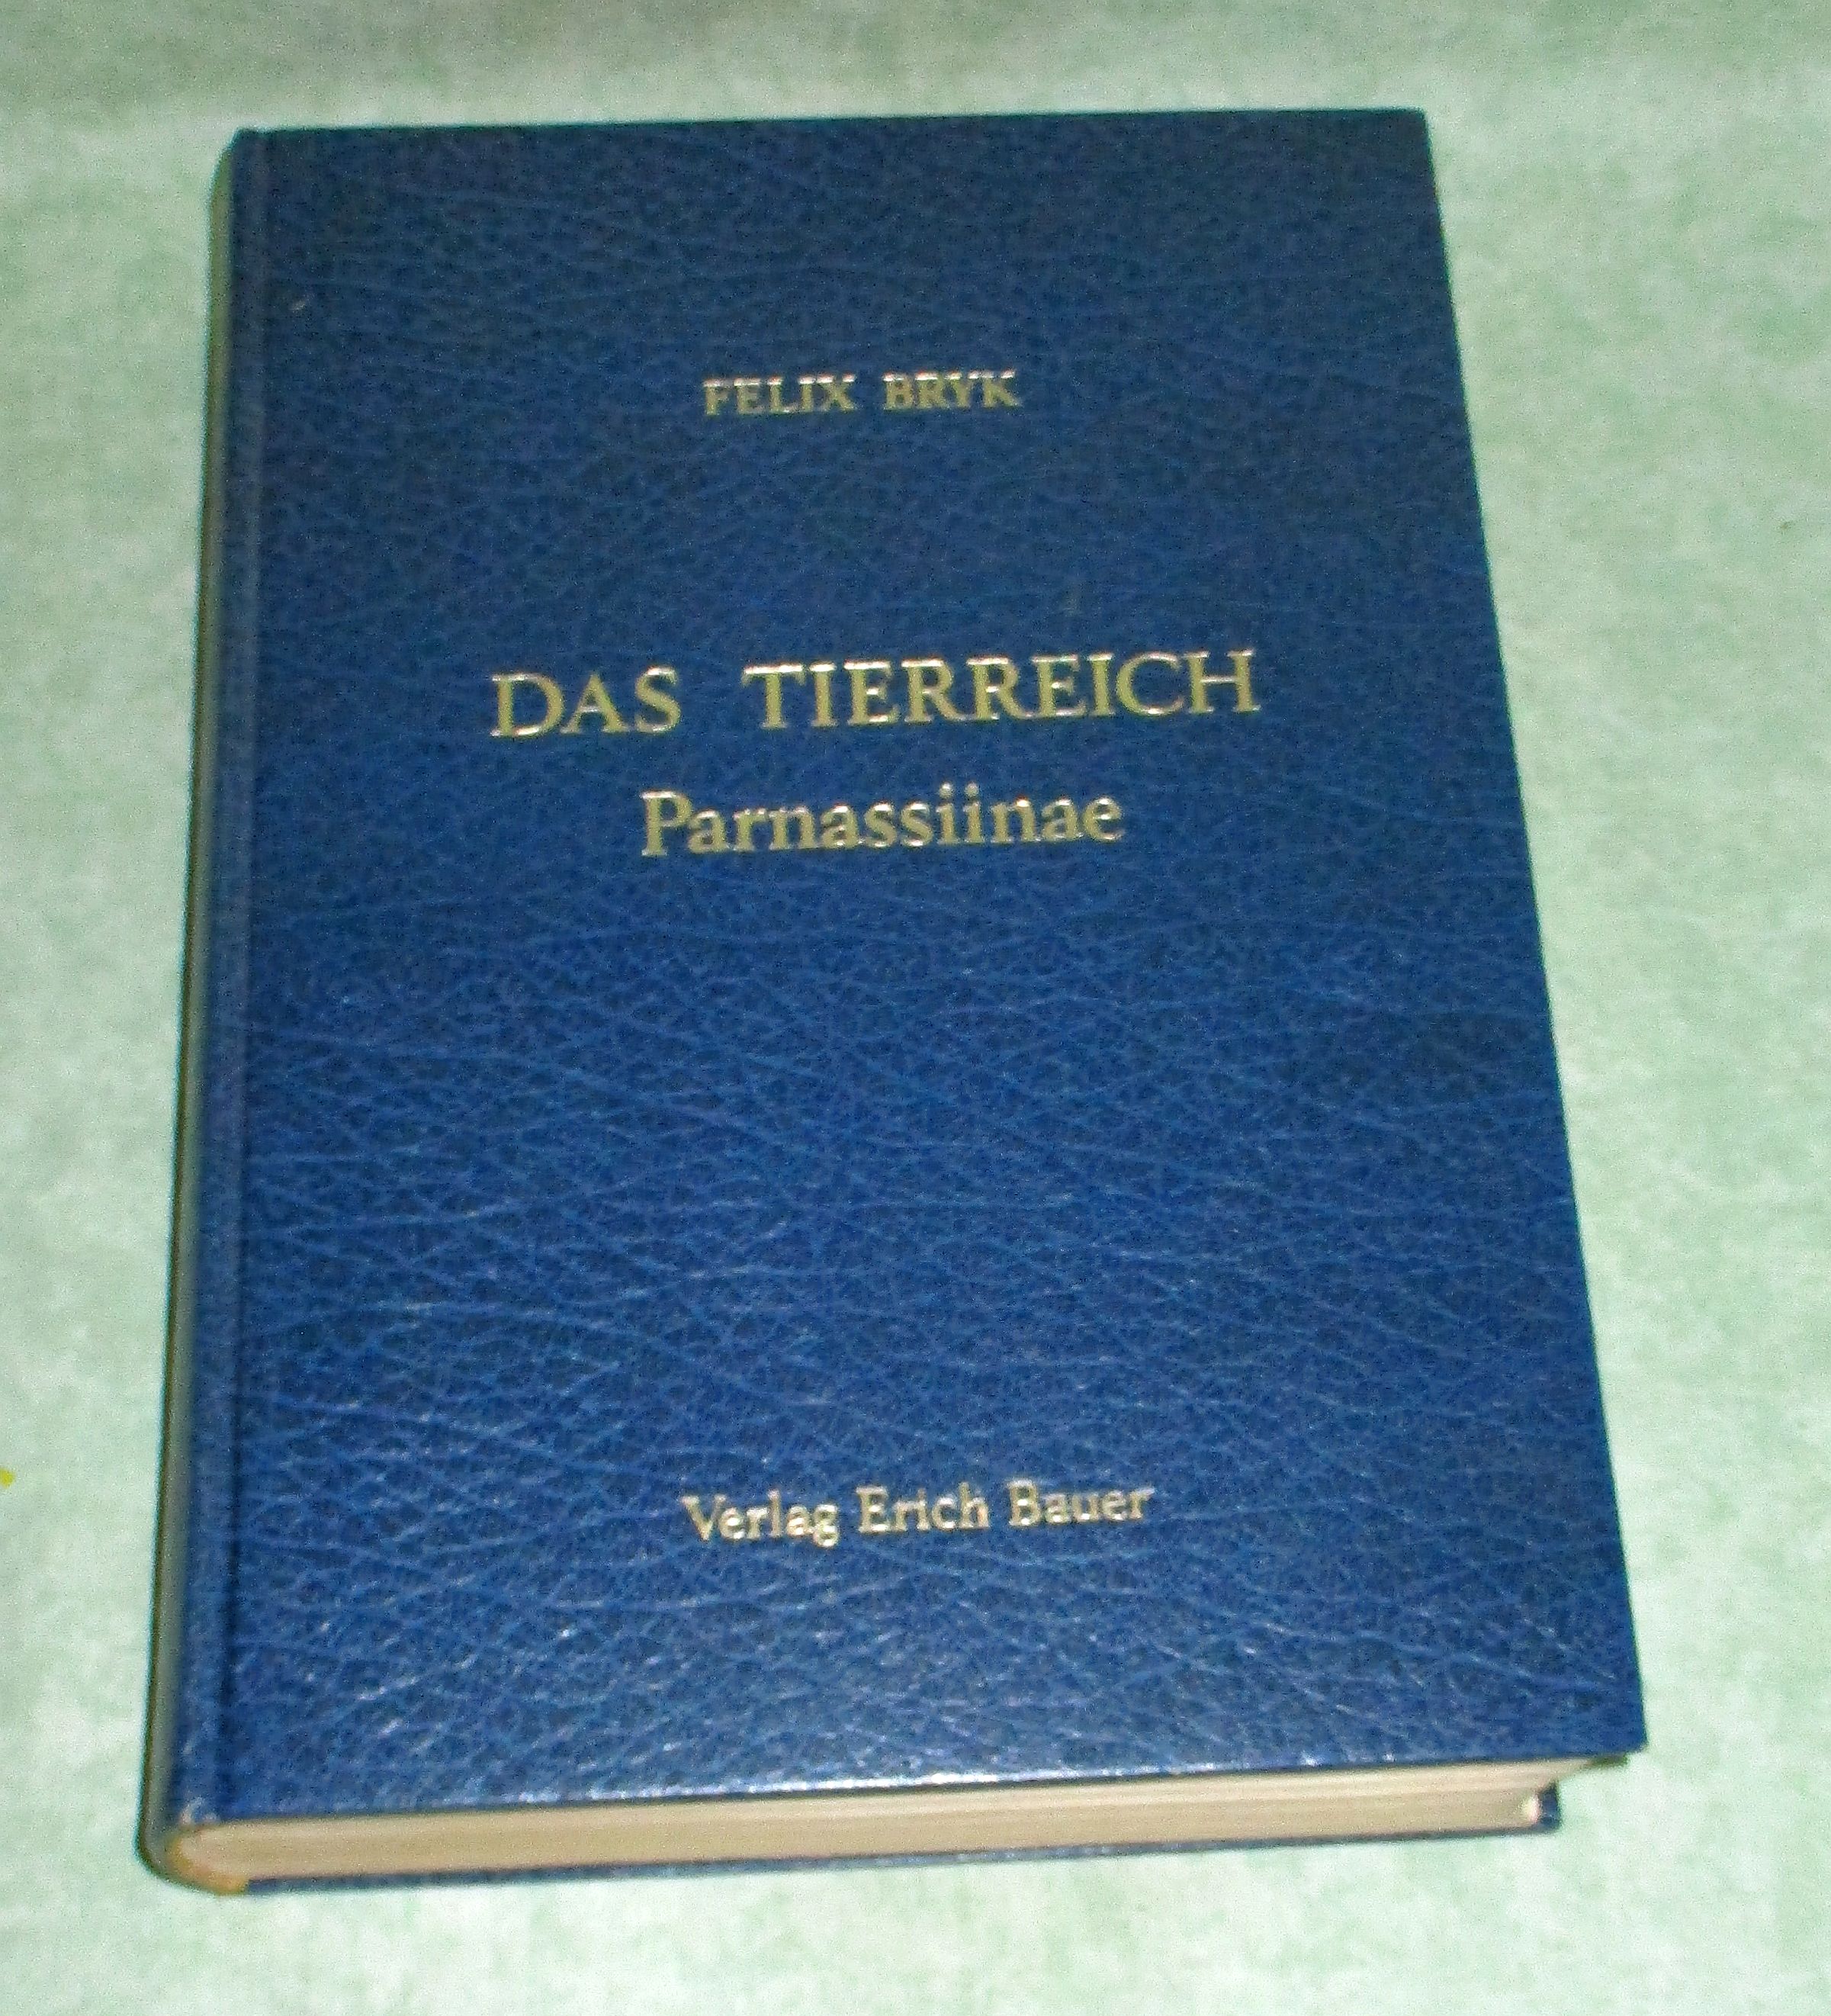 FELIX BRYK
DAS TIERREICH
Parnassiinae
Verlag Erich Bauer